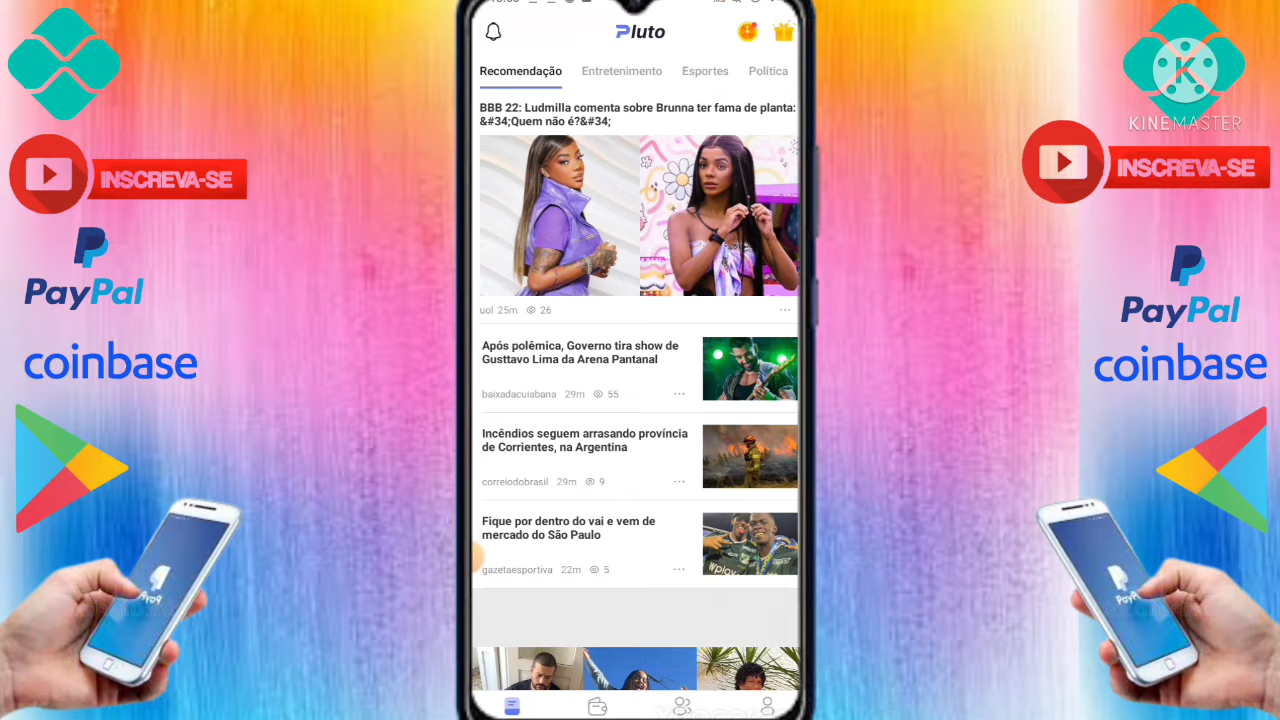 Pluto
Recomendação Entretenimento Esportes Política
BBB 22: Ludmilla comenta sobre Brunna ter fama de planta:
&#34;Quem não é?&#34;
uol 25m 26
Após polêmica, Governo tira show de
Gusttavo Lima da Arena Pantanal
baixadacuiabana 29m 55
Incêndios seguem arrasando província
de Corrientes, na Argentina
correiodobrasil 29m 9
Fique por dentro do vai e vem de
mercado do São Paulo
gazetaesportiva 22m 5
INSCREVA-SE
PayPal
coinbase
K
KINEMASTER
INSCREVA-SE
PayPal
coinbase